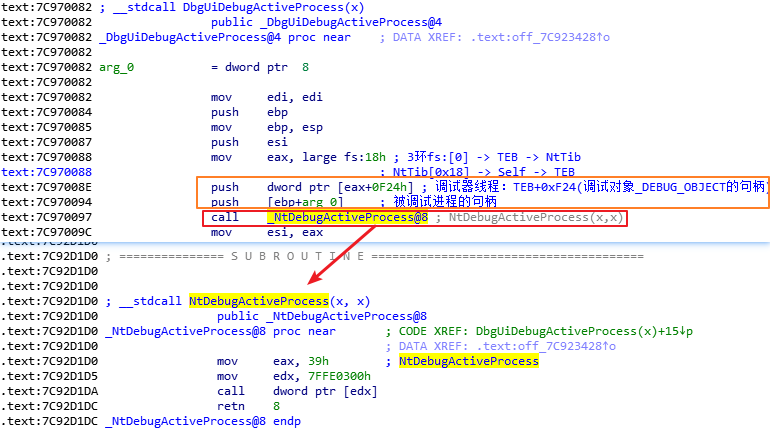 text:7C970082 ; __stdcall DbgUiDebugActiveProcess(x)
text:7C970082                 public _DbgUiDebugActiveProcess@4
text:7C970082 _DbgUiDebugActiveProcess@4 proc near    ; DATA XREF: .text:off_7C923428↑o
text:7C970082
text:7C970082 arg_0           = dword ptr  8
text:7C970082
text:7C970082                 mov     edi, edi
text:7C970084                 push    ebp
text:7C970085                 mov     ebp, esp
text:7C970087                 push    esi
text:7C970088                 mov     eax, large fs:18h ; 3环fs:[0] -> TEB -> NtTib
text:7C970088                                         ; NtTib[0x18] -> Self -> TEB
text:7C97008E                 push    dword ptr [eax+0F24h] ; 调试器线程: TEB+0xF24(调试对象_DEBUG_OBJECT的句柄)
text:7C970094                 push    [ebp+arg_0]     ; 被调试进程的句柄
text:7C970097                 call    _NtDebugActiveProcess@8 ; NtDebugActiveProcess(x,x)
text:7C97009C                 mov     esi, eax
.text:7C92D1D0
.text:7C92D1D0 ; =============== S U B R O U T I N E =======================================
.text:7C92D1D0
.text:7C92D1D0
.text:7C92D1D0 ; __stdcall NtDebugActiveProcess(x, x)
.text:7C92D1D0                 public _NtDebugActiveProcess@8
.text:7C92D1D0 _NtDebugActiveProcess@8 proc near       ; CODE XREF: DbgUiDebugActiveProcess(x)+15↓p
.text:7C92D1D0                                         ; DATA XREF: .text:off_7C923428↑o
.text:7C92D1D0                 mov     eax, 39h        ; NtDebugActiveProcess
.text:7C92D1D5                 mov     edx, 7FFE0300h
.text:7C92D1DA                 call    dword ptr [edx]
.text:7C92D1DC                 retn    8
.text:7C92D1DC _NtDebugActiveProcess@8 endp